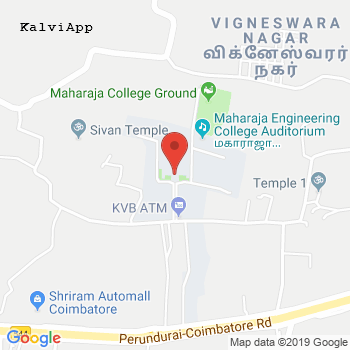 KalviApp
VIGNESWARA
NAGAR
விக்னேஸ்வரர்
நகர்
Maharaja College Ground
Maharaja Engineering
College Auditorium
மகாராஜா...
Sivan Temple
Temple 1
KVB ATM
Shriram Automall
Coimbatore
Perundurai-Coimbatore Rd
Google
Map data ©2019 Google